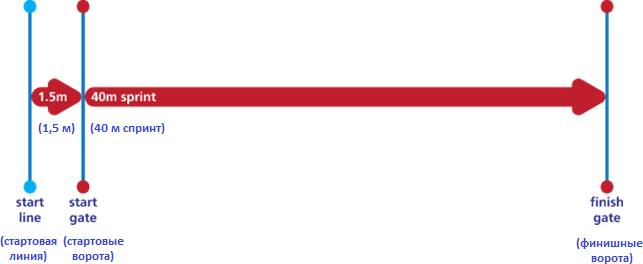 1.5m
40m sprint
(1,5 м)
(40 м спринт)
start
line
start
gate
finish
gate
(стартовая
линия)
(стартовые
ворота)
(финишные
ворота)